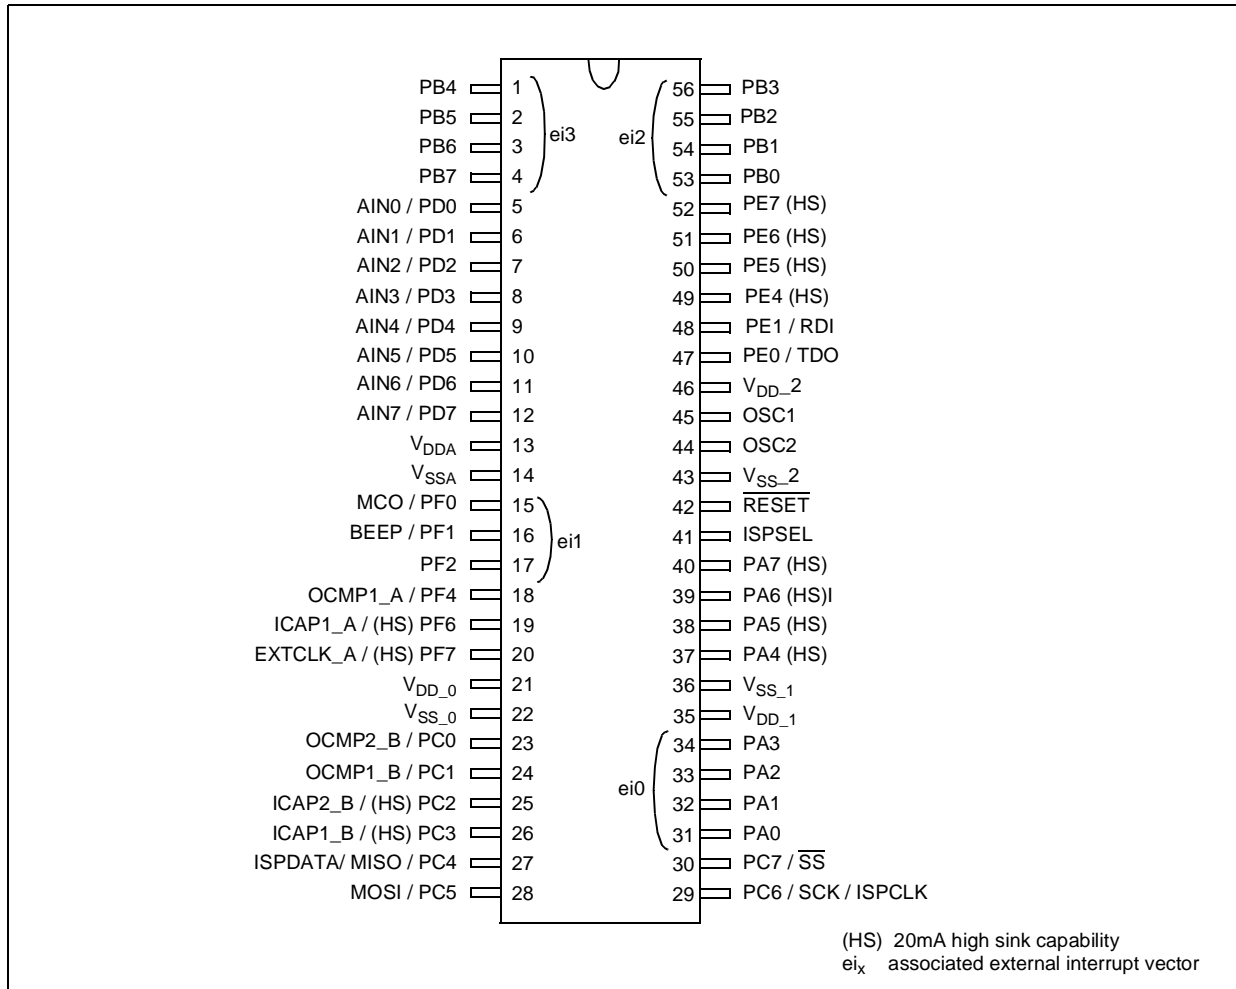 PB4 1 56 PB3
PB5 2 55 PB2
ei3 ei2
PB6 3 54 PB1
PB7 4 53 PB0
AIN0 / PD0 5 52 PE7 (HS)
AIN1 / PD1 6 51 PE6 (HS)
AIN2 / PD2 7 50 PE5 (HS)
AIN3 / PD3 8 49 PE4 (HS)
AIN4 / PD4 9 48 PE1 / RDI
AIN5 / PD5 10 47 PE0 / TDO
AIN6 / PD6 11 46 VDD_2
AIN7 / PD7 12 45 OSC1
VDDA 13 44 OSC2
VSSA 14 43 VSS_2
MCO / PF0 15 42 RESET
BEEP / PF1 16 41 ISPSEL
ei1
PF2 17 40 PA7 (HS)
OCMP1_A / PF4 18 39 PA6 (HS)I
ICAP1_A / (HS) PF6 19 38 PA5 (HS)
EXTCLK_A / (HS) PF7 20 37 PA4 (HS)
VDD_0 21 36 VSS_1
VSS_0 22 35 VDD_1
OCMP2_B / PC0 23 34 PA3
OCMP1_B / PC1 24 33 PA2
ei0
ICAP2_B / (HS) PC2 25 32 PA1
ICAP1_B / (HS) PC3 26 31 PA0
ISPDATA/ MISO / PC4 27 30 PC7 / SS
MOSI / PC5 28 29 PC6 / SCK / ISPCLK
(HS) 20mA high sink capability
eix associated external interrupt vector